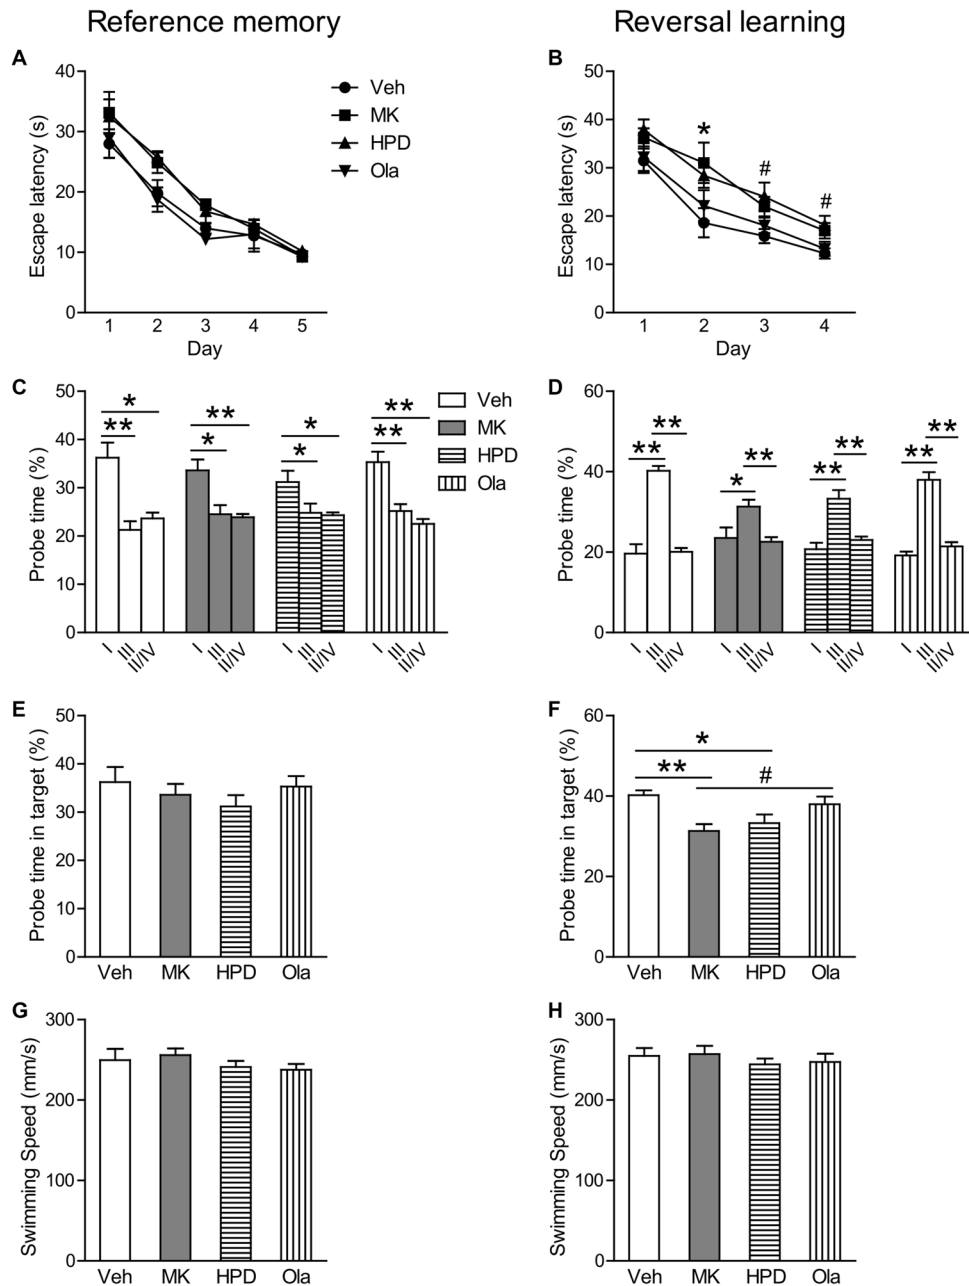 Reference memory
Reversal learning
A
Escape latency (s)
40
30
20
10
0
1 2 3 4 5
Day
Veh
MK
HPD
Ola
B
Escape latency (s)
50
40
30
20
10
0
*
#
#
1 2 3 4
Day
C
Probe time (%)
50
40
30
20
10
0
*
**
**
*
*
*
**
**
I III II/IV I III II/IV I III II/IV I III II/IV
Veh
MK
HPD
Ola
D
Probe time (%)
60
40
20
0
**
**
**
*
**
**
**
**
I III II/IV I III II/IV I III II/IV I III II/IV
E
Probe time in target (%)
50
40
30
20
10
0
Veh MK HPD Ola
F
Probe time in target (%)
60
40
20
0
*
**
#
Veh MK HPD Ola
G
Swimming Speed (mm/s)
300
200
100
0
Veh MK HPD Ola
H
Swimming Speed (mm/s)
300
200
100
0
Veh MK HPD Ola